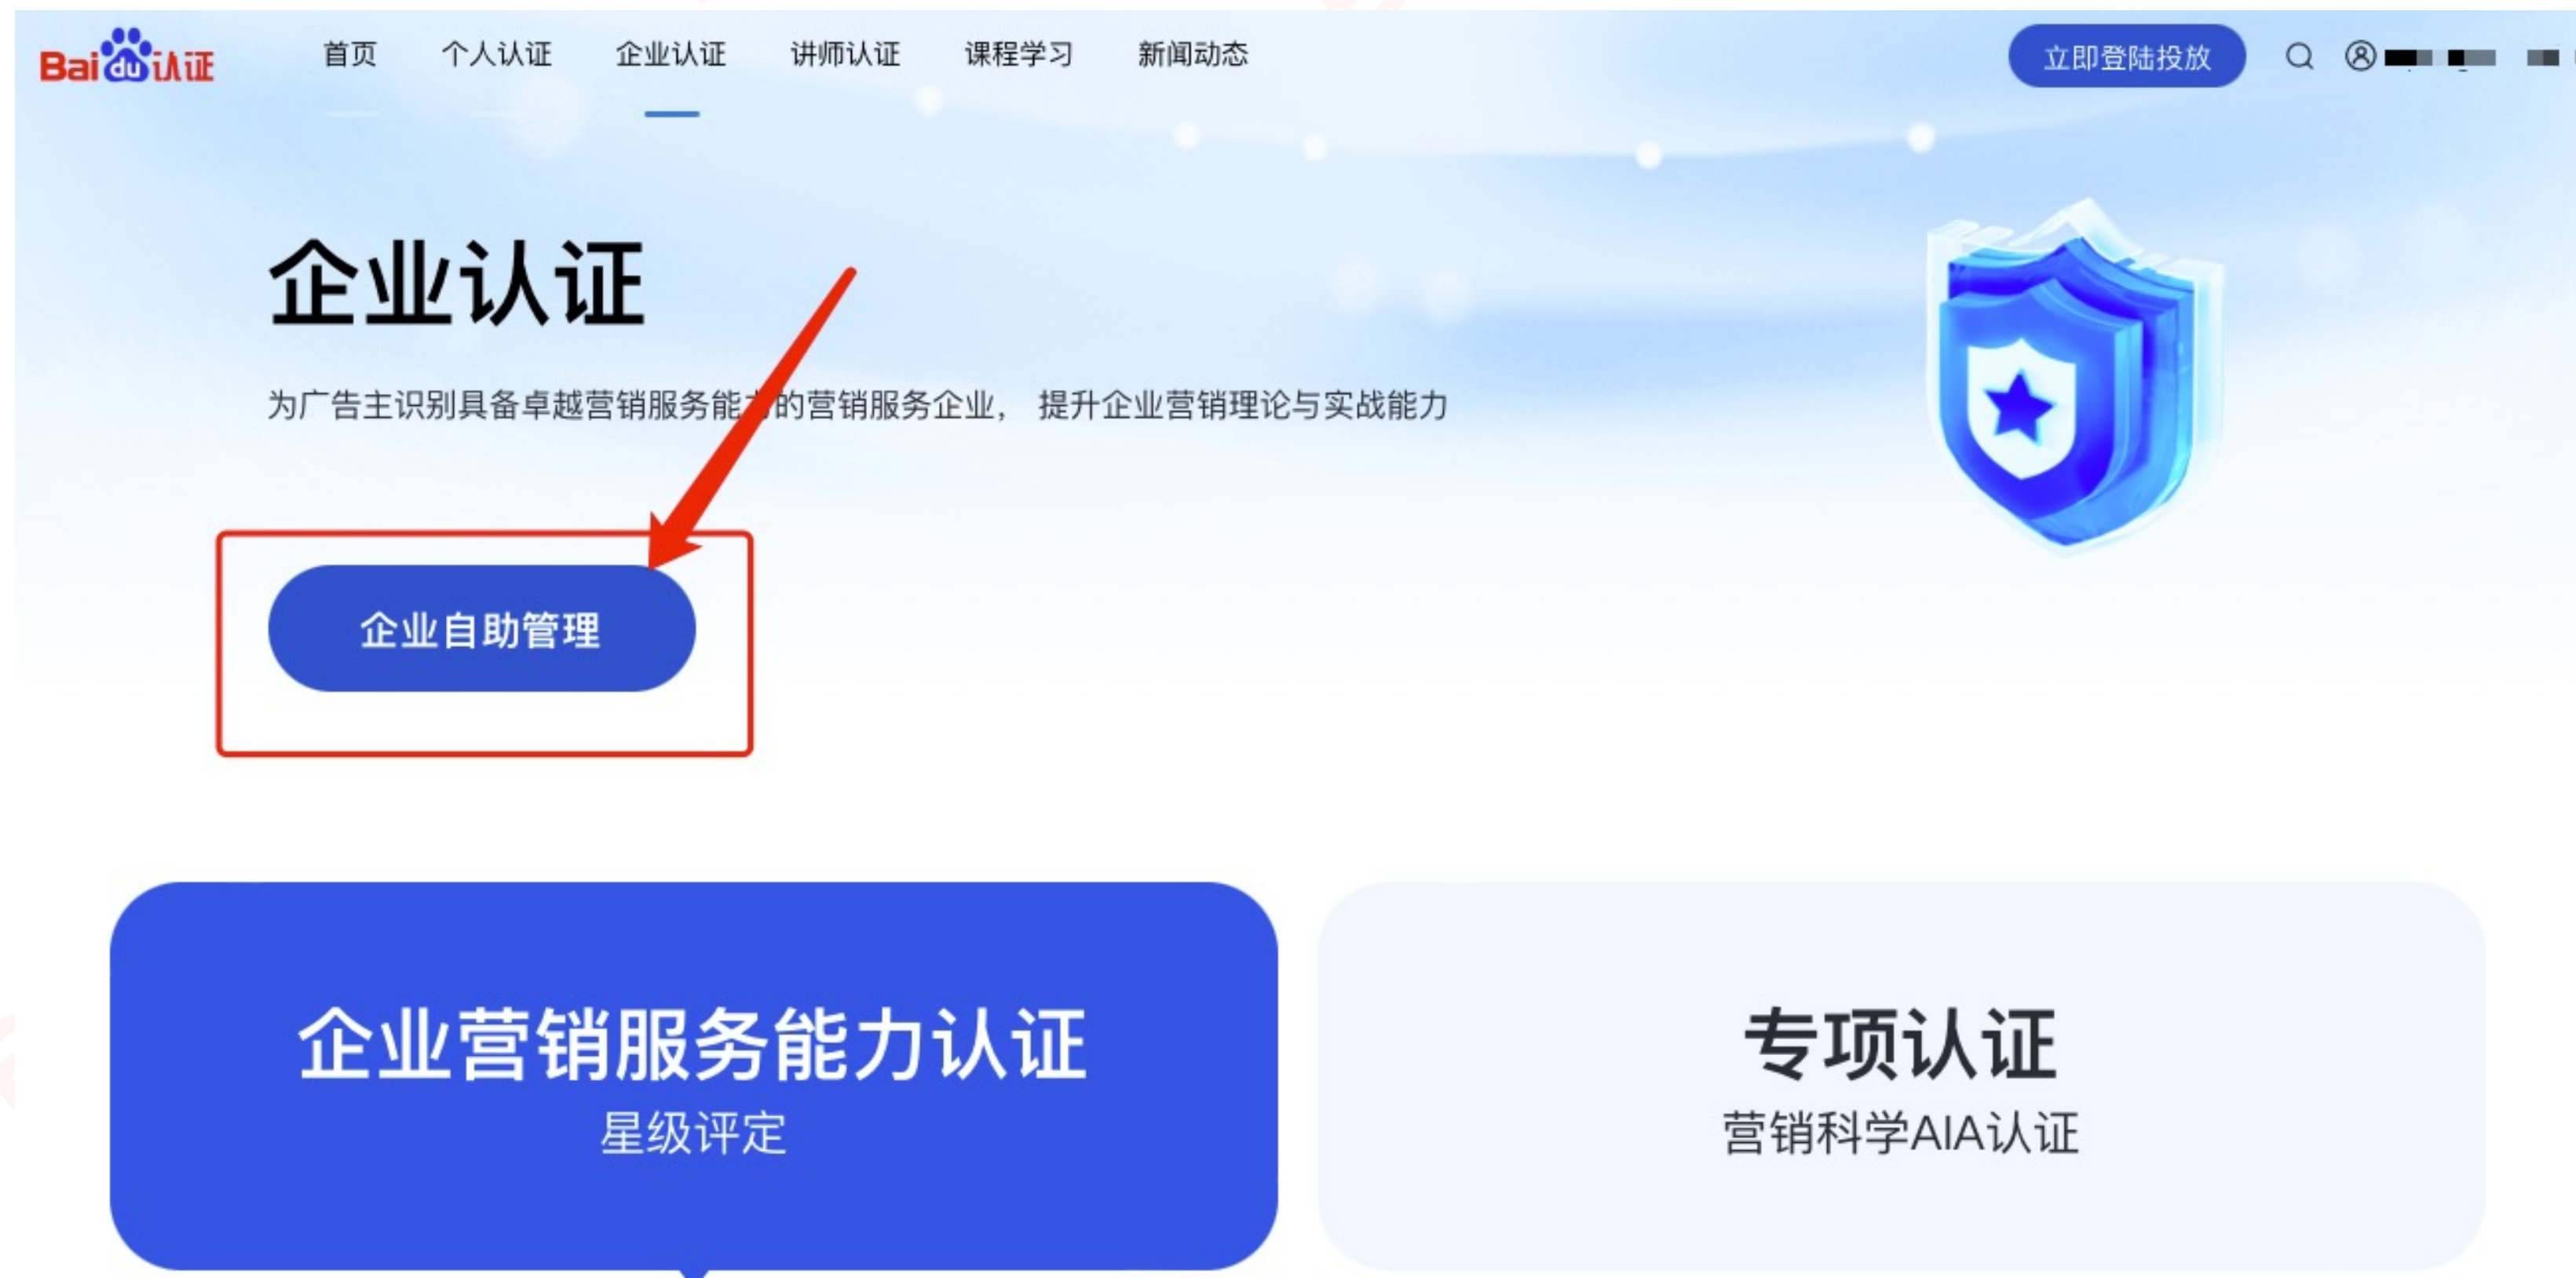 Baidu认证
首页 个人认证 企业认证 讲师认证 课程学习 新闻动态 立即登陆投放
企业认证
为广告主识别具备卓越营销服务能力的营销服务企业， 提升企业营销理论与实战能力
企业自助管理
企业营销服务能力认证
星级评定
专项认证
营销科学AIA认证